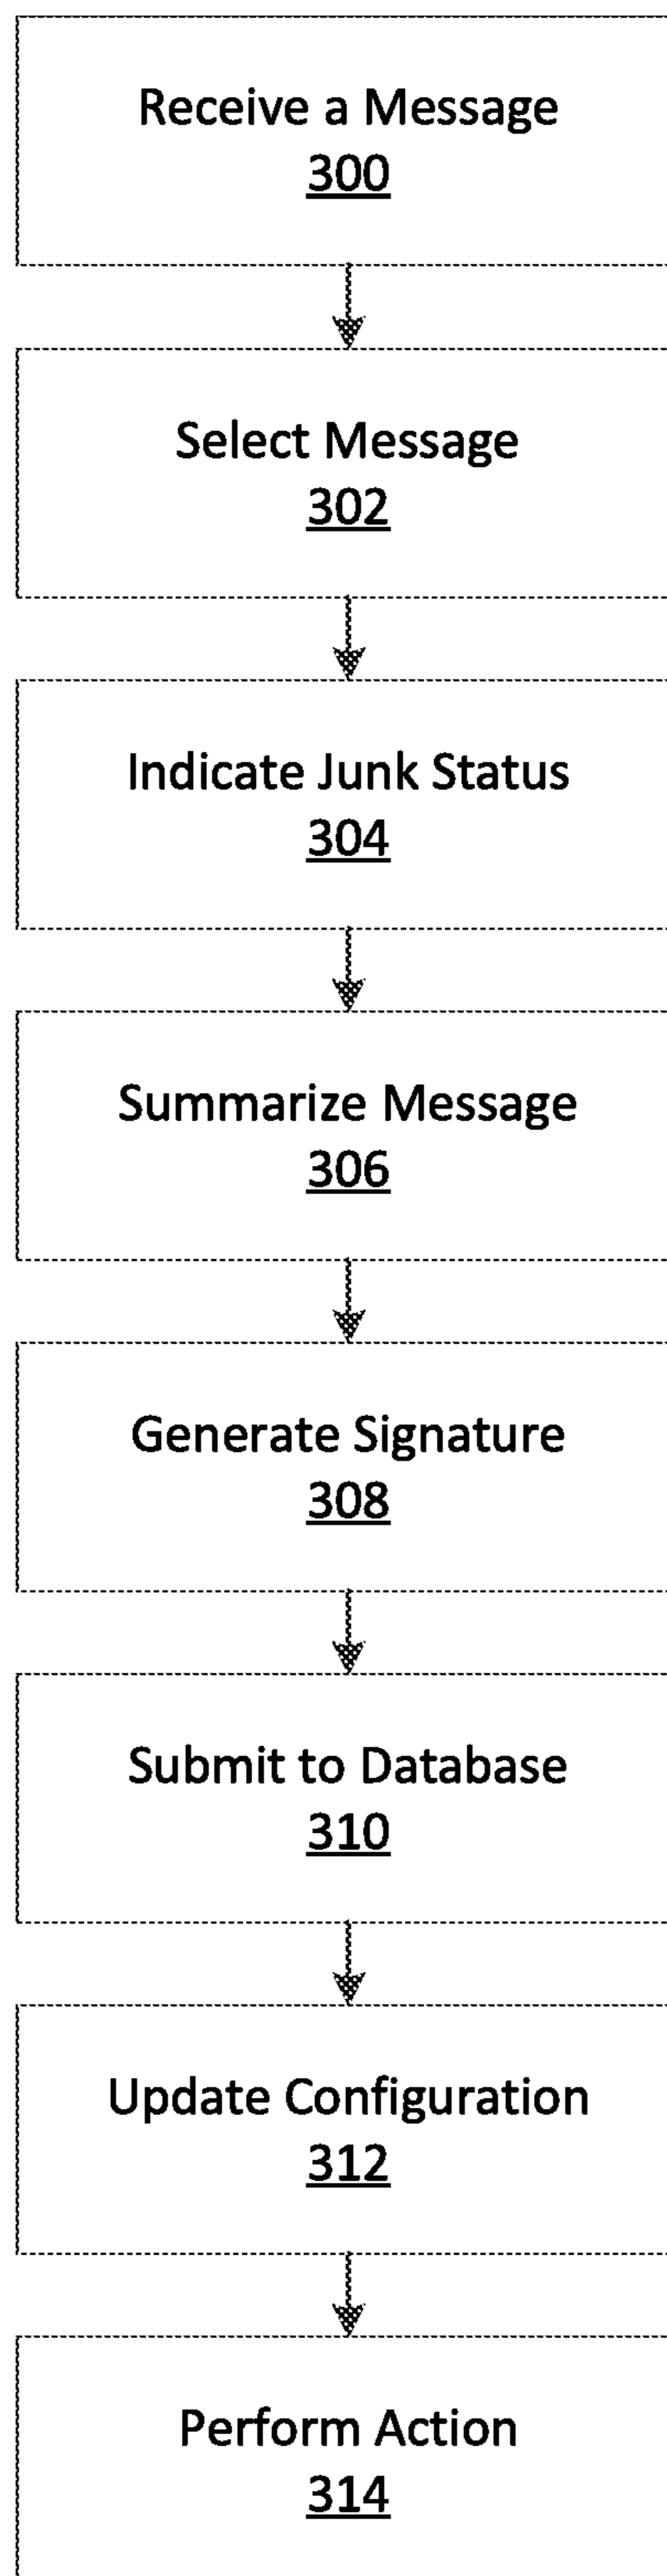 Receive a Message
300
Select Message
302
Indicate Junk Status
304
Summarize Message
306
Generate Signature
308
Submit to Database
310
Update Configuration
312
Perform Action
314